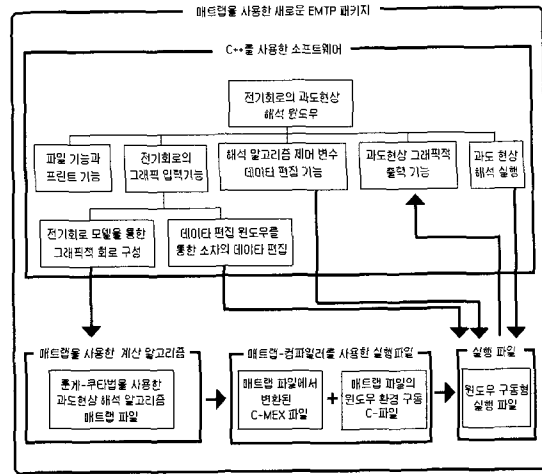 매트랩을 사용한 새로운 EMTP 패키지
C++를 사용한 소프트웨어
전기회로의 과도현상
해석 윈도우
파일 기능과
프린트 기능
전기회로의
그래픽 입력기능
해석 알고리즘 제어 변수
데이타 편집 기능
과도현상 그래픽적
출력 기능
과도 현상
해석 실행
전기회로 모델을 통한
그래픽적 회로 구성
데이타 편집 윈도우를
통한 소자의 데이타 편집
매트랩을 사용한 계산 알고리즘
룬게-쿠타법을 사용한
과도현상 해석 알고리즘
매트랩 파일
매트랩-컴파일러를 사용한 실행파일
매트랩 파일에서
변환된
C-MEX 파일
+
매트랩 파일의
윈도우 환경 구동
C-파일
실행 파일
윈도우 구동형
실행 파일